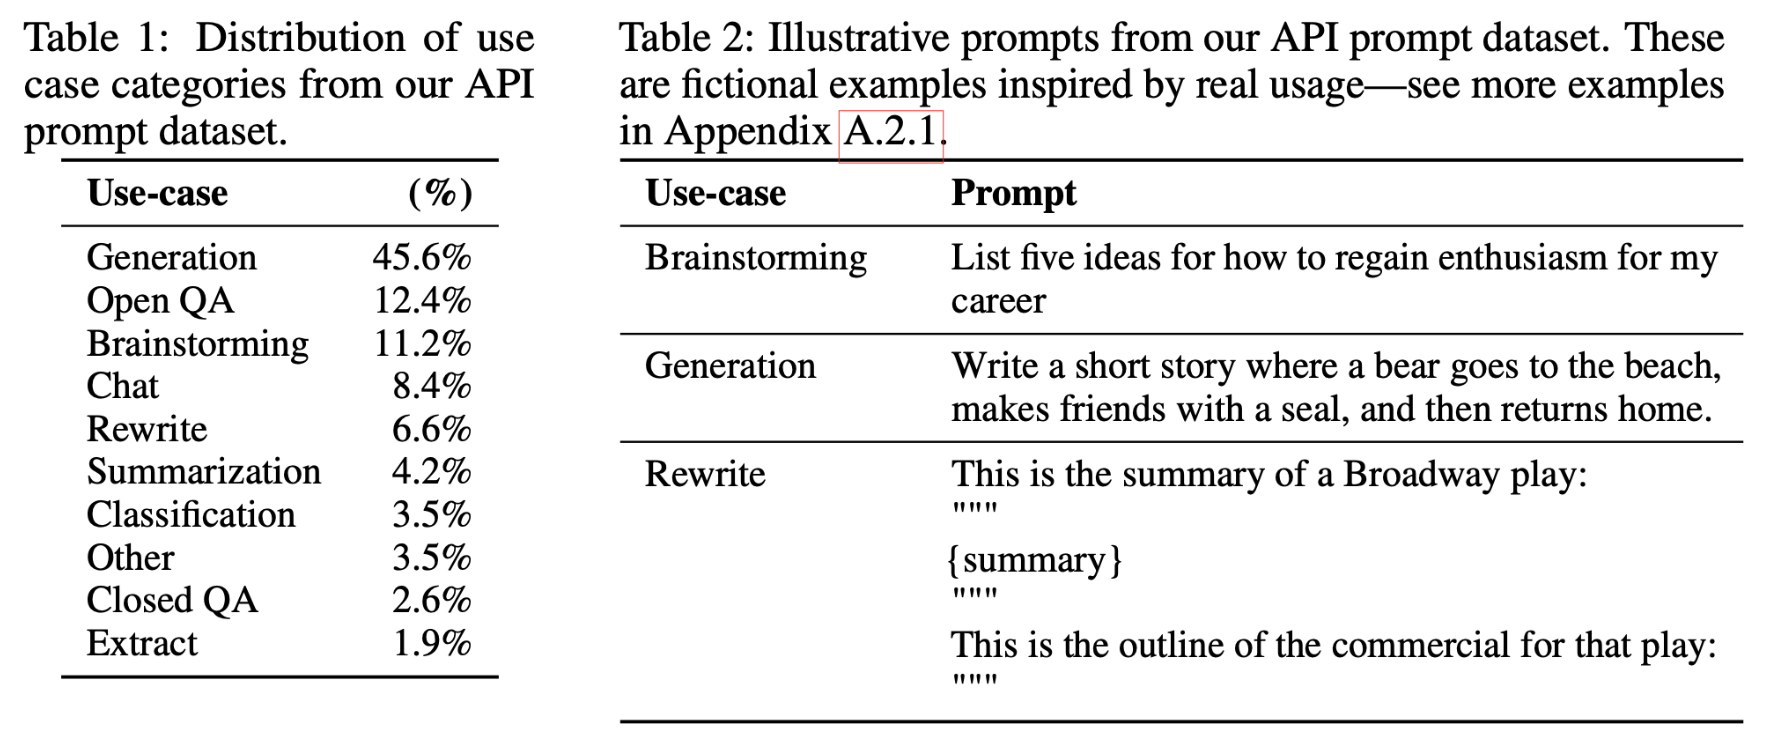 Table 1: Distribution of use
case categories from our API
prompt dataset.
Use-case (%)
Generation 45.6%
Open QA 12.4%
Brainstorming 11.2%
Chat 8.4%
Rewrite 6.6%
Summarization 4.2%
Classification 3.5%
Other 3.5%
Closed QA 2.6%
Extract 1.9%
Table 2: Illustrative prompts from our API prompt dataset. These
are fictional examples inspired by real usage—see more examples
in Appendix A.2.1.
Use-case Prompt
Brainstorming List five ideas for how to regain enthusiasm for my
career
Generation Write a short story where a bear goes to the beach,
makes friends with a seal, and then returns home.
Rewrite This is the summary of a Broadway play:
"""
{summary}
"""
This is the outline of the commercial for that play:
"""